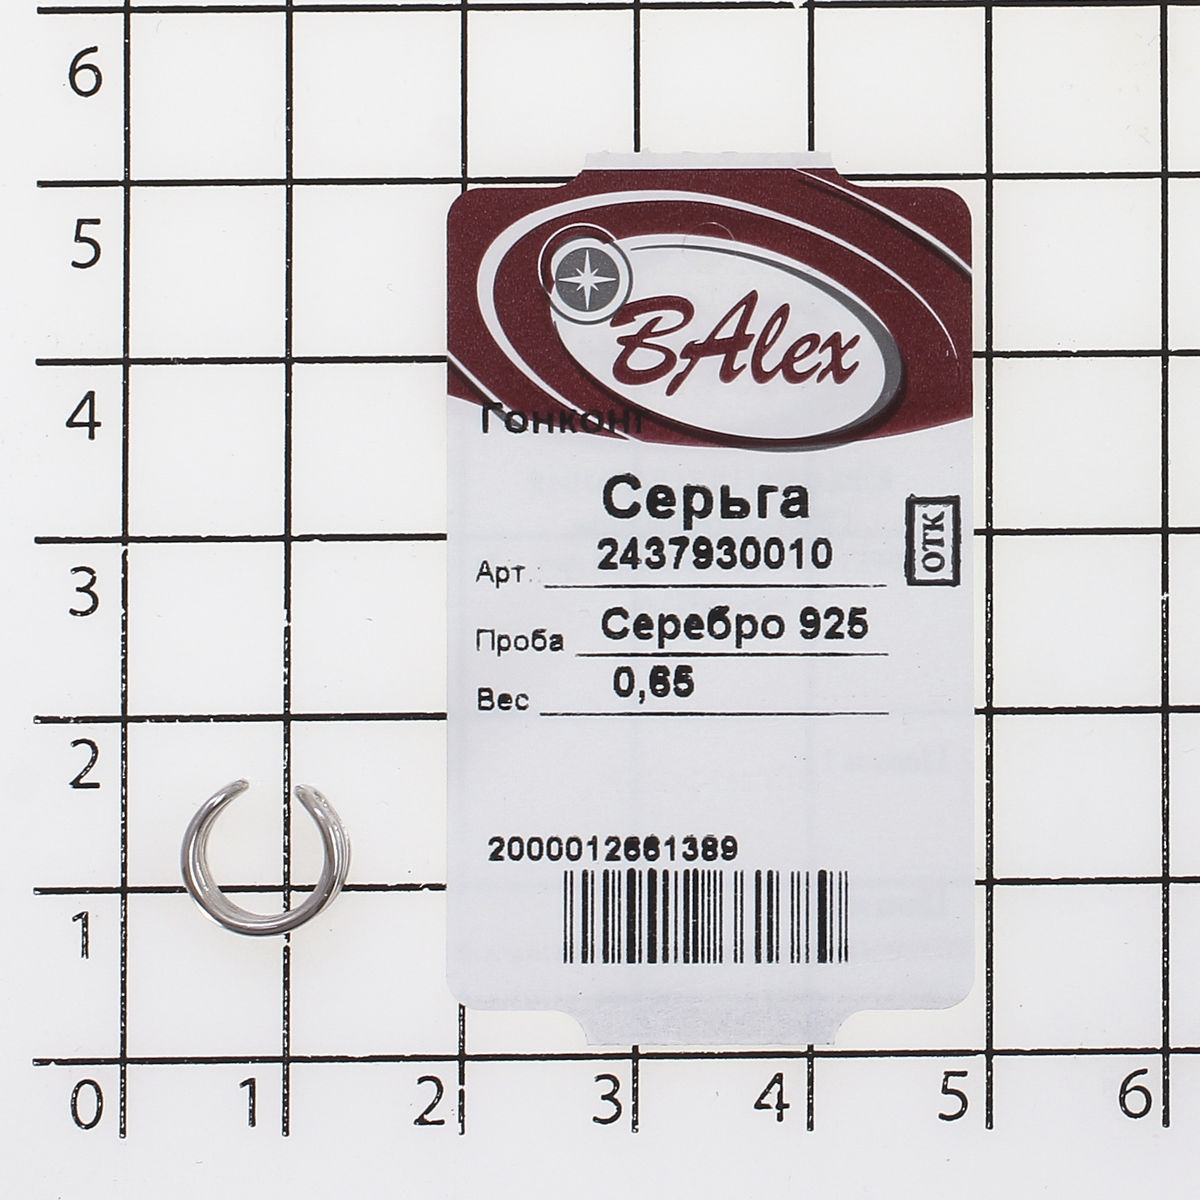 6
5
BAlex
4
Гонконг
Серьга
Арт. 2437930010
ОТК
3
Проба Серебро 925
Вес 0,65
2
2000012661389
1
0 1 2 3 4 5 6